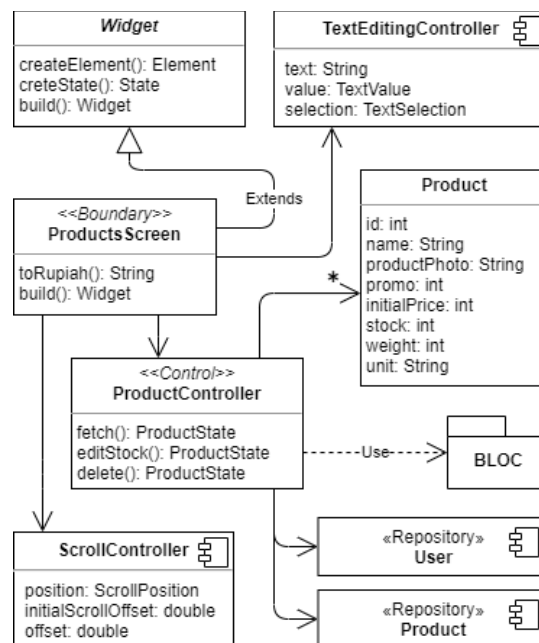 Widget
createElement(): Element
creteState(): State
build(): Widget
TextEditingController
text: String
value: TextValue
selection: TextSelection
Extends
<<Boundary>>
ProductsScreen
toRupiah(): String
build(): Widget
Product
id: int
name: String
productPhoto: String
promo: int
initialPrice: int
stock: int
weight: int
unit: String
*
<<Control>>
ProductController
fetch(): ProductState
editStock(): ProductState
delete(): ProductState
Use
BLOC
«Repository»
User
ScrollController
position: ScrollPosition
initialScrollOffset: double
offset: double
«Repository»
Product